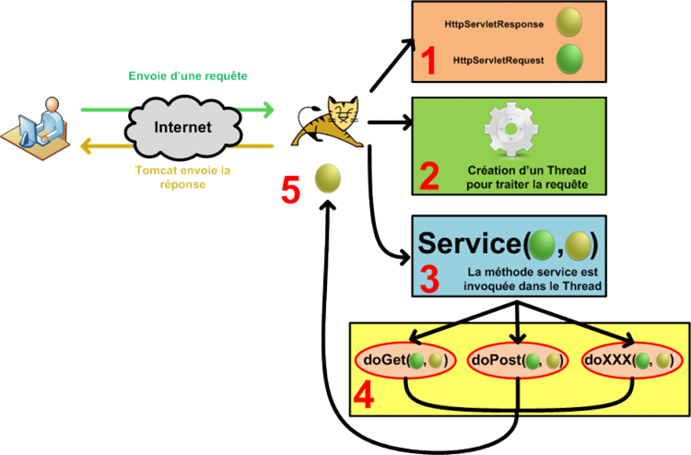 HttpServletResponse
1
HttpServletRequest
Envoie d'une requête
Internet
Tomcat envoie la
réponse
5
2
Création d'un Thread
pour traiter la requête
Service( , )
3
La méthode service est
invoquée dans le Thread
doGet( , )
doPost( , )
doXXX( , )
4